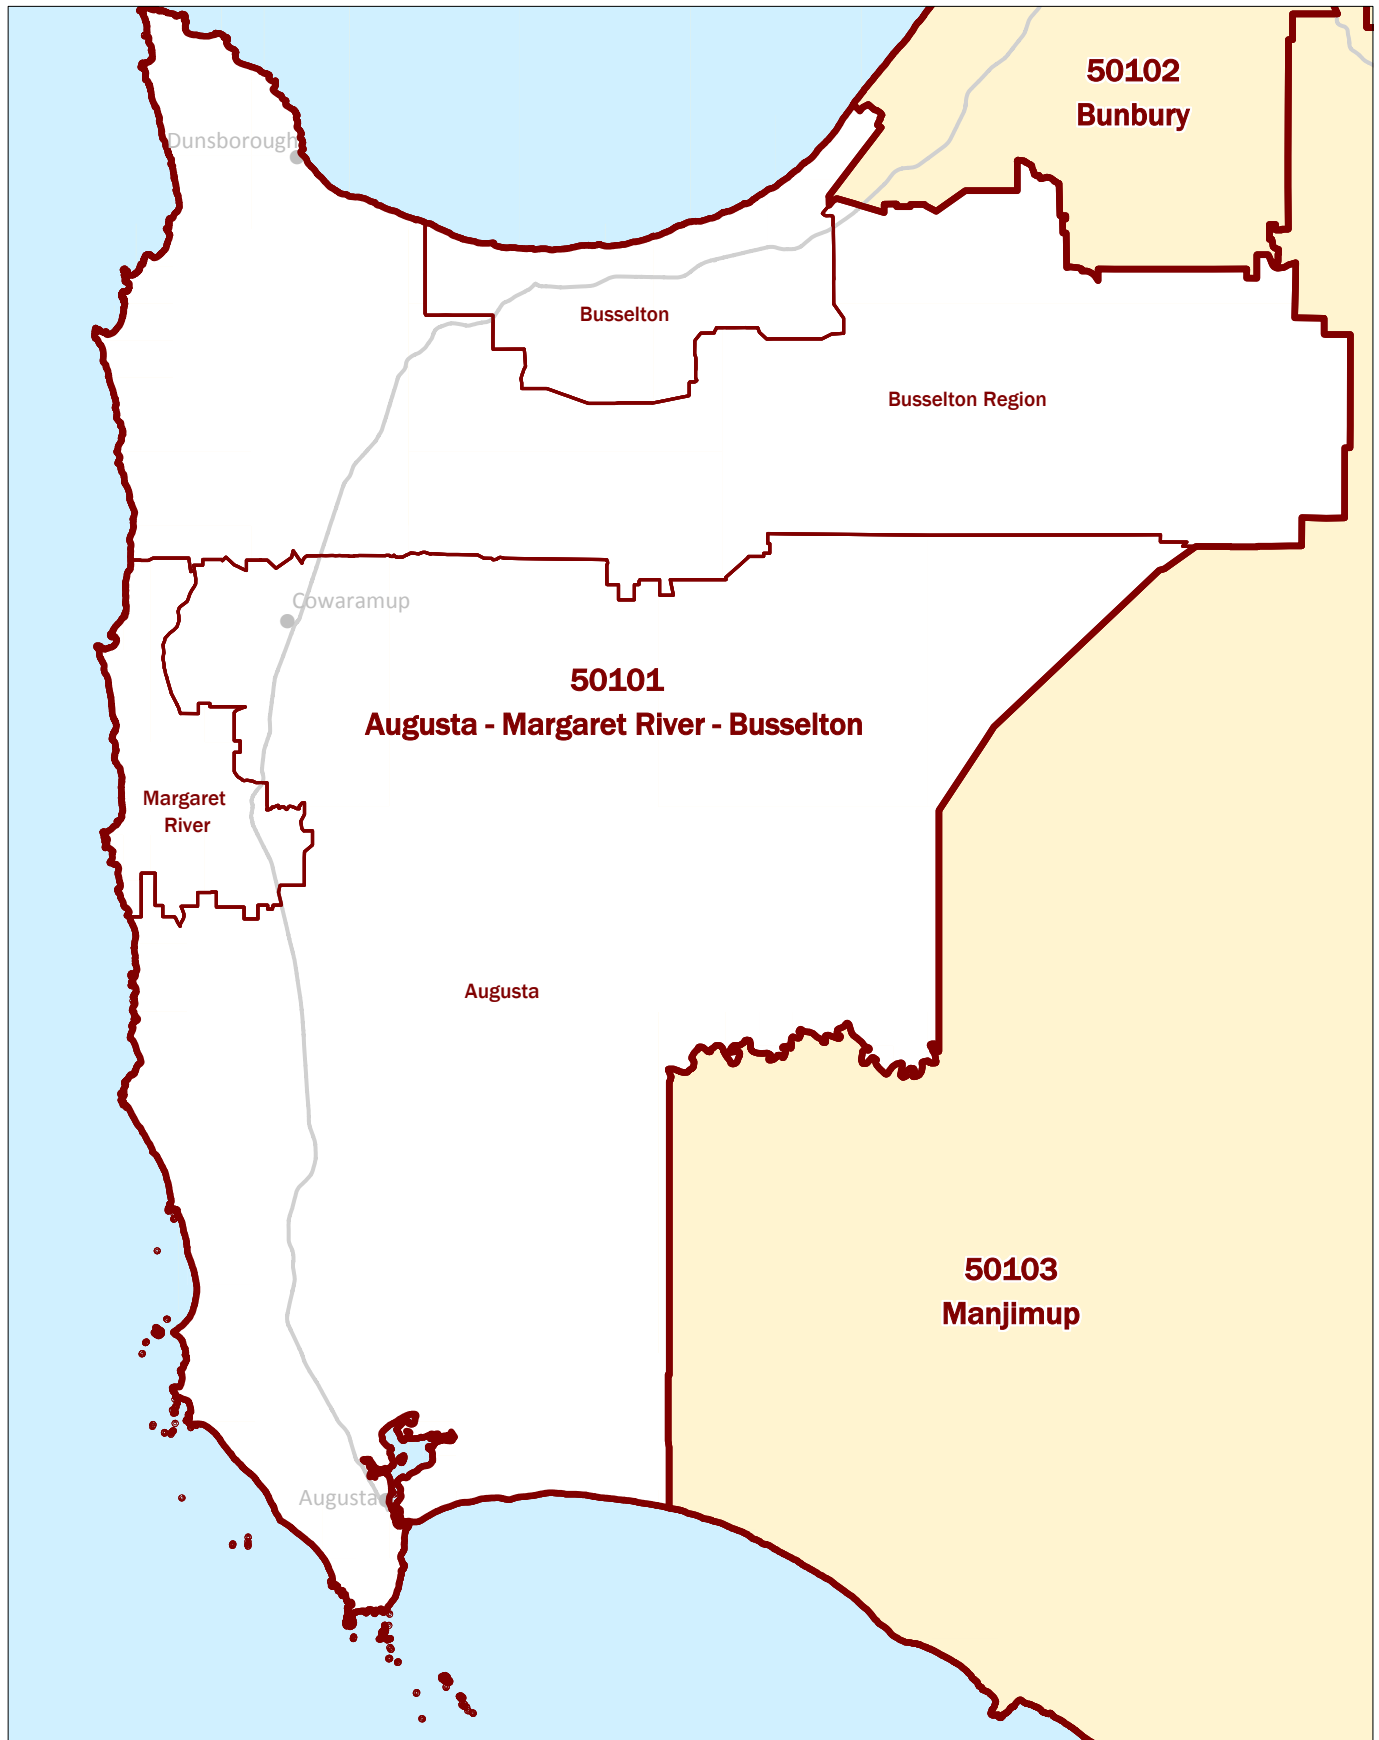 50102
Bunbury
Dunsborough
Busselton
Busselton Region
Cowaramup
50101
Augusta - Margaret River - Busselton
Margaret
River
Augusta
50103
Manjimup
Augusta